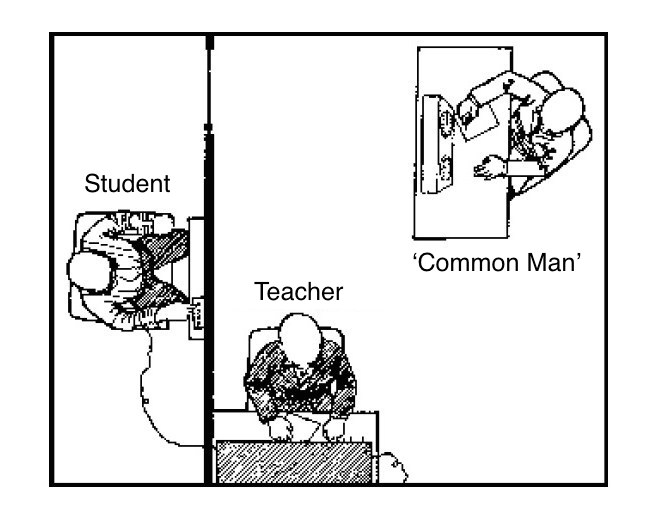 Student
Teacher
‘Common Man’